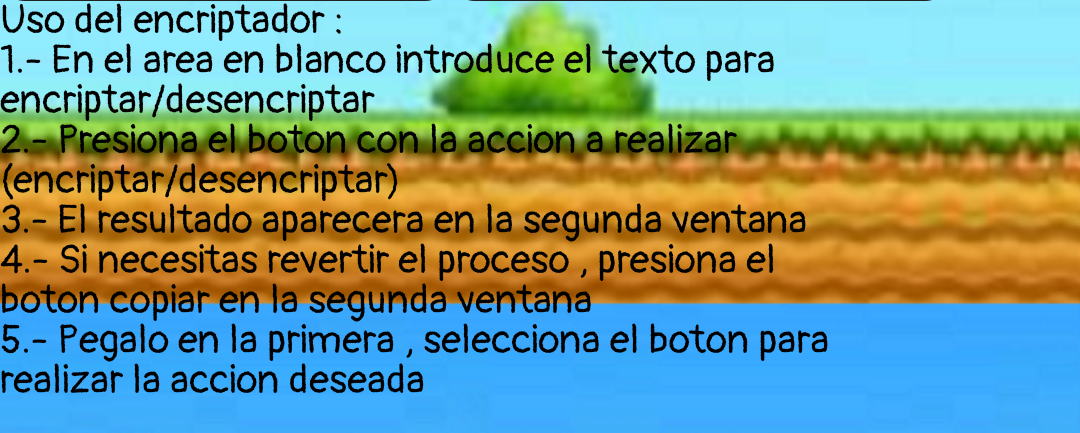 Uso del encriptador :
1.- En el area en blanco introduce el texto para
encriptar/desencriptar
2.- Presiona el boton con la accion a realizar
(encriptar/desencriptar)
3.- El resultado aparecera en la segunda ventana
4.- Si necesitas revertir el proceso , presiona el
boton copiar en la segunda ventana
5.- Pegalo en la primera , selecciona el boton para
realizar la accion deseada